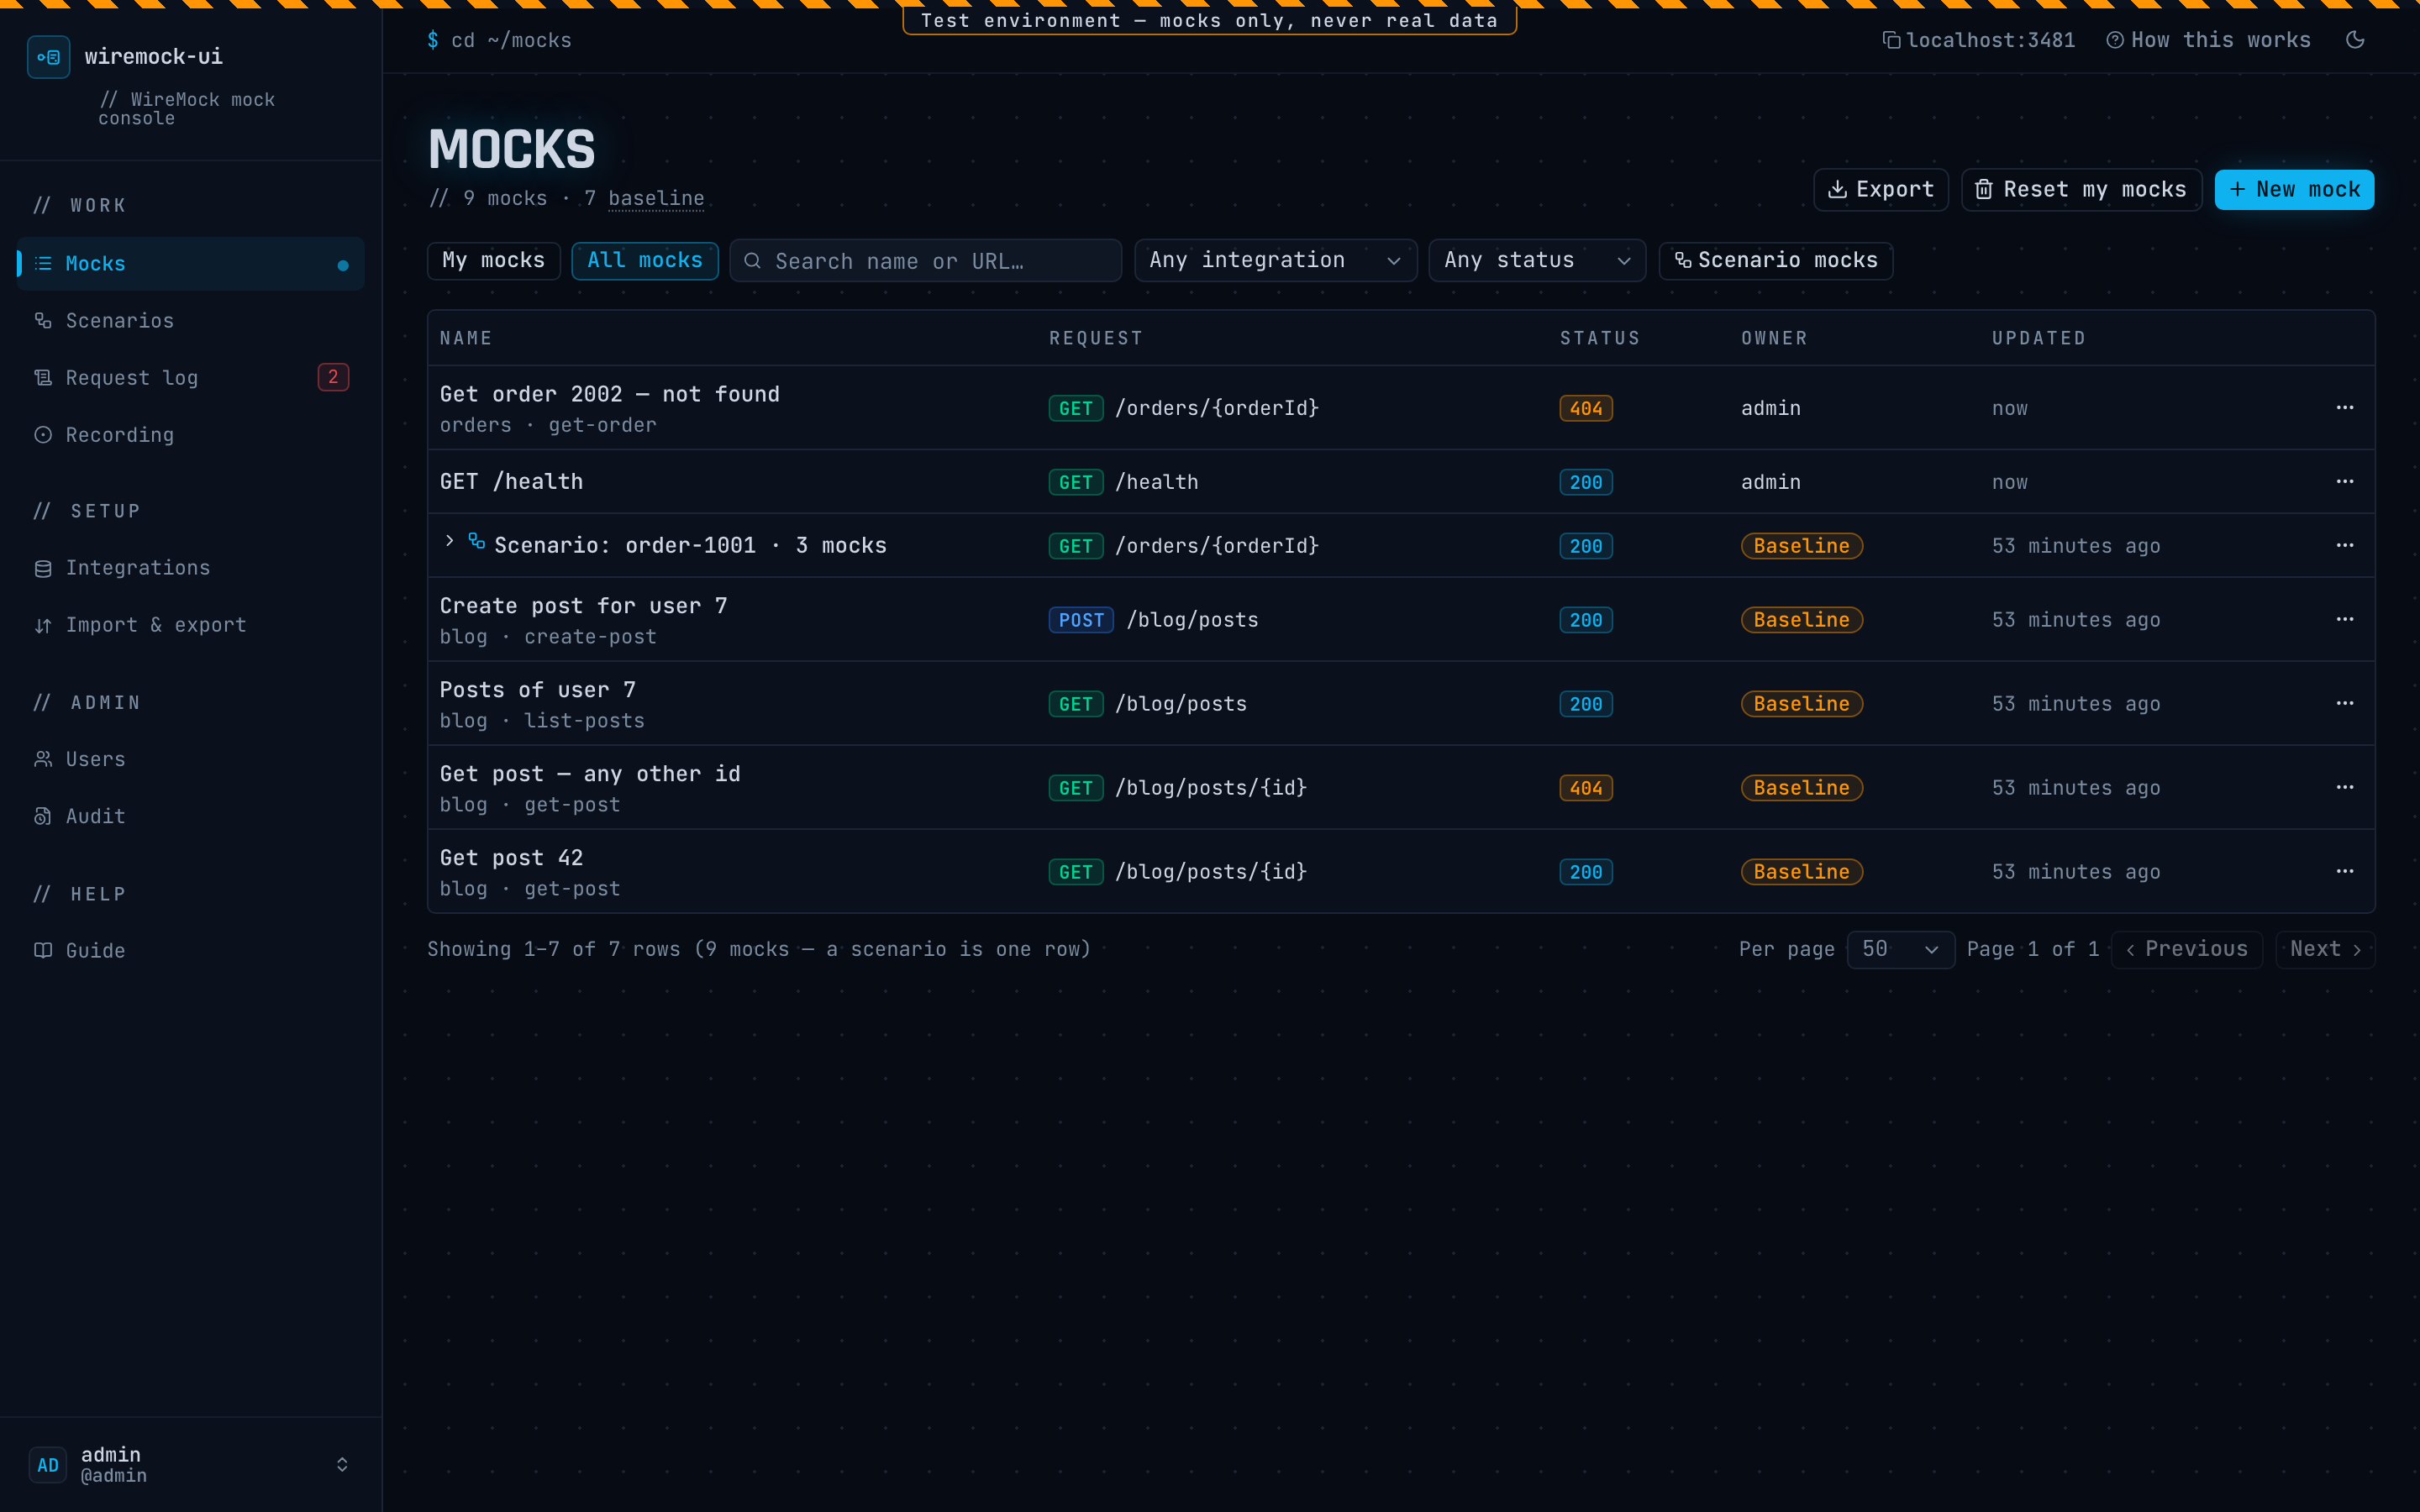 Test environment — mocks only, never real data
wiremock-ui
// WireMock mock
console
$ cd ~/mocks
localhost:3481
How this works
// WORK
Mocks
Scenarios
Request log 2
Recording
// SETUP
Integrations
Import & export
// ADMIN
Users
Audit
// HELP
Guide
AD
admin
@admin
MOCKS
// 9 mocks · 7 baseline
Export
Reset my mocks
+ New mock
My mocks
All mocks
Search name or URL…
Any integration
Any status
Scenario mocks
NAME REQUEST STATUS OWNER UPDATED
Get order 2002 — not found
orders · get-order
GET /orders/{orderId} 404 admin now
GET /health GET /health 200 admin now
Scenario: order-1001 · 3 mocks GET /orders/{orderId} 200 Baseline 53 minutes ago
Create post for user 7
blog · create-post
POST /blog/posts 200 Baseline 53 minutes ago
Posts of user 7
blog · list-posts
GET /blog/posts 200 Baseline 53 minutes ago
Get post — any other id
blog · get-post
GET /blog/posts/{id} 404 Baseline 53 minutes ago
Get post 42
blog · get-post
GET /blog/posts/{id} 200 Baseline 53 minutes ago
Showing 1–7 of 7 rows (9 mocks — a scenario is one row)
Per page 50 Page 1 of 1 Previous Next